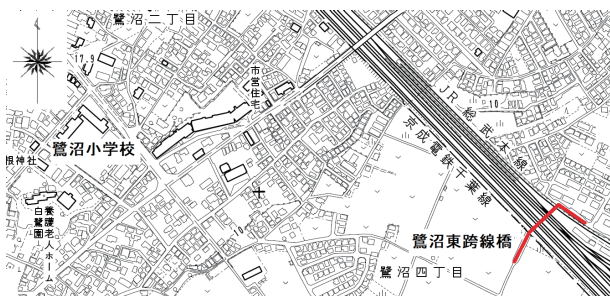 鷺沼二丁目
17.9
市営住宅
JR総武本線
10
京成電鉄千葉線
鷺沼小学校
根神社
養護老人ホーム
白鷺園
10
鷺沼東跨線橋
鷺沼四丁目